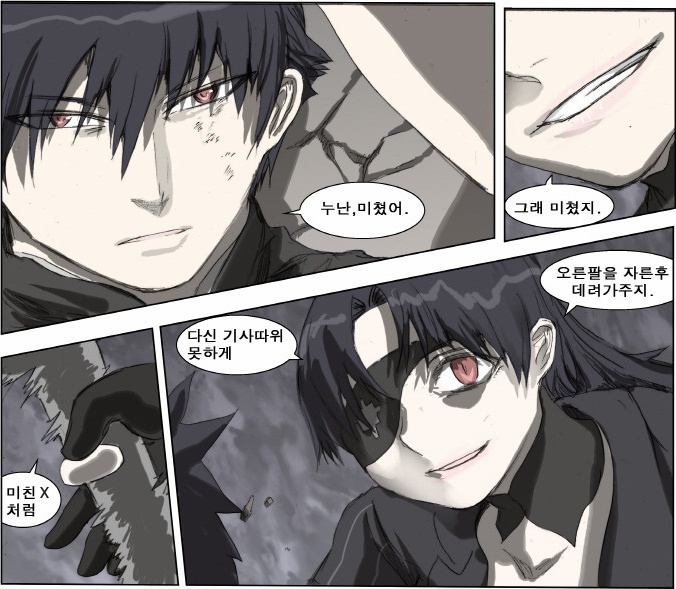 누난,미쳤어.
그래 미쳤지.
오른팔을 자른후
데려가주지.
다신 기사따위
못하게
미친X
처럼